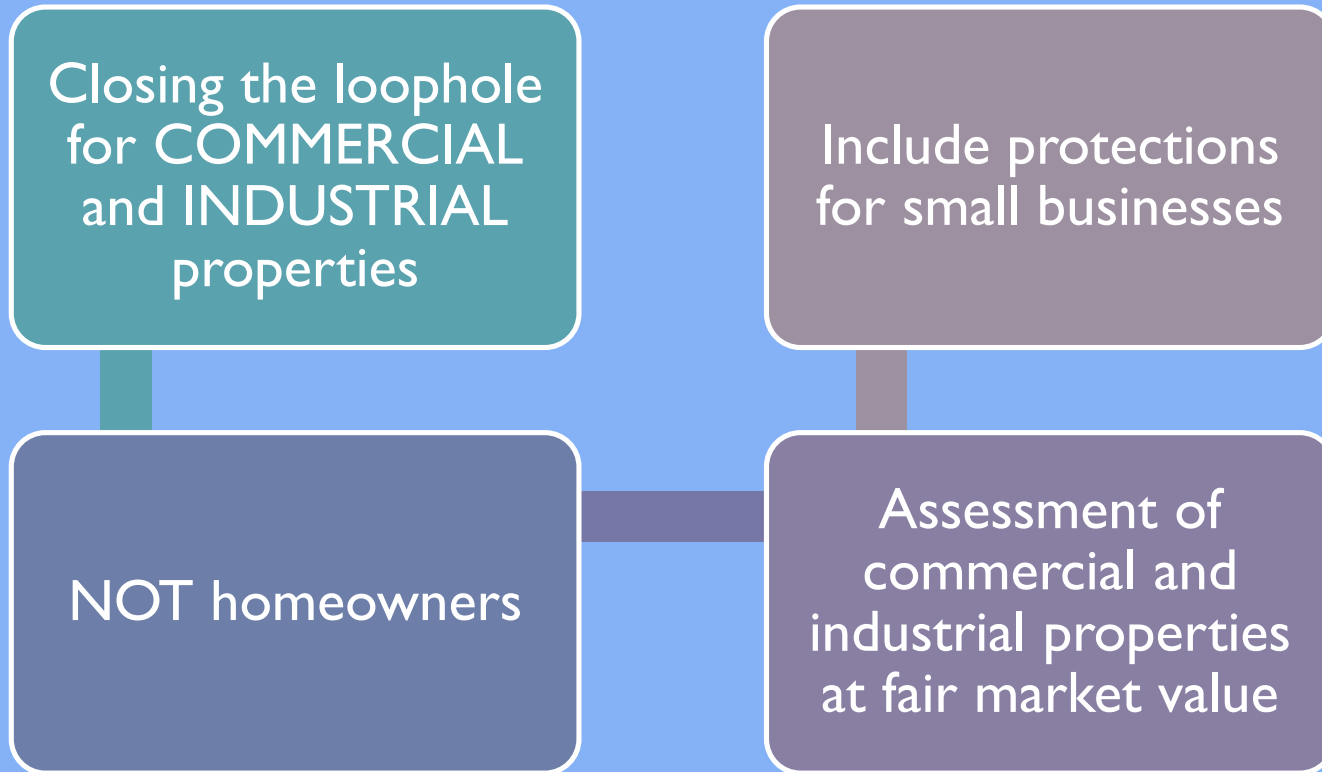 Closing the loophole
for COMMERCIAL
and INDUSTRIAL
properties
NOT homeowners
Assessment of
commercial and
industrial properties
at fair market value
Include protections
for small businesses